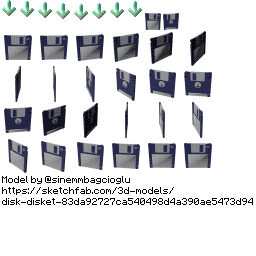 Model by @sinemmbagcioglu
https://sketchfab.com/3d-models/
disk-disket-83da92727ca540498d4a390ae5473d94